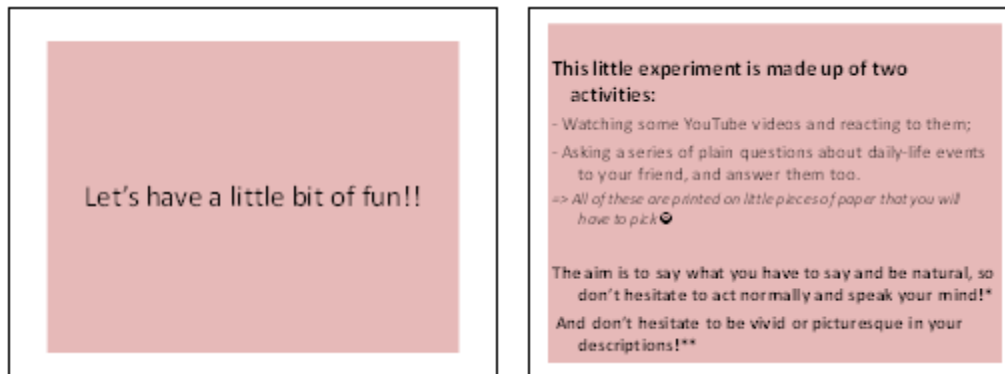 Let's have a little bit of fun!!
This little experiment is made up of two
activities:
- Watching some YouTube videos and reacting to them;
- Asking a series of plain questions about daily-life events
to your friend, and answer them too.
=> All of these are printed on little pieces of paper that you will
have to pick☻
The aim is to say what you have to say and be natural, so
don't hesitate to act normally and speak your mind!*
And don't hesitate to be vivid or picturesque in your
descriptions!**